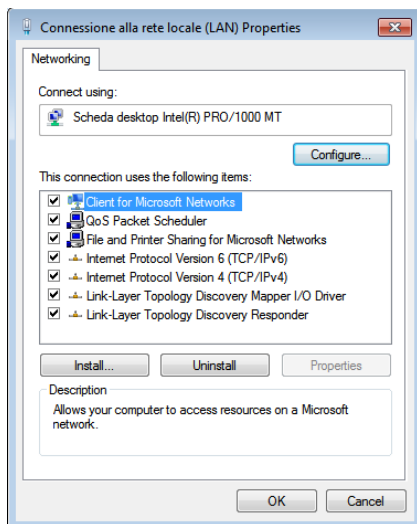 Connessione alla rete locale (LAN) Properties
Networking
Connect using:
Scheda desktop Intel(R) PRO/1000 MT
Configure...
This connection uses the following items:
Client for Microsoft Networks
QoS Packet Scheduler
File and Printer Sharing for Microsoft Networks
Internet Protocol Version 6 (TCP/IPv6)
Internet Protocol Version 4 (TCP/IPv4)
Link-Layer Topology Discovery Mapper I/O Driver
Link-Layer Topology Discovery Responder
Install... Uninstall Properties
Description
Allows your computer to access resources on a Microsoft
network.
OK Cancel